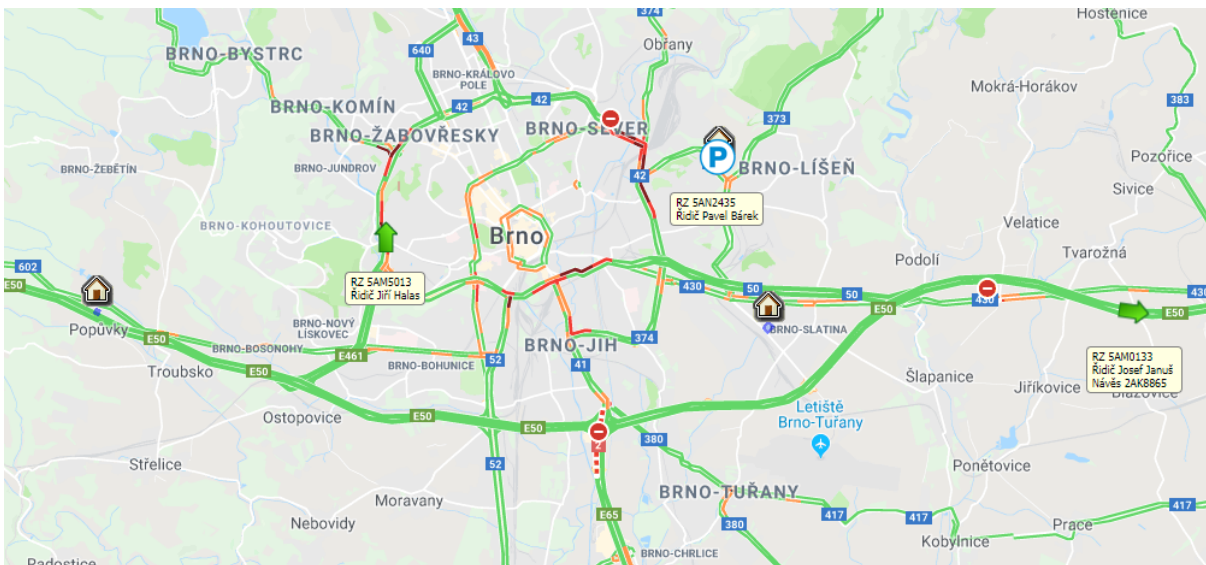 Hostěnice
374
43
Obřany
BRNO-BYSTRC
640
BRNO-KRÁLOVO
POLE
Mokrá-Horákov
42
42
383
BRNO-KOMÍN
42
373
BRNO-SEVER
BRNO-ŽABOVŘESKY
P
Pozořice
BRNO-ŽEBĚTÍN
BRNO-JUNDROV
42
BRNO-LÍŠEŇ
Sivice
RZ 5AN2435
Řidič Pavel Bárek
BRNO-KOHOUTOVICE
Brno
Velatice
Tvarožná
Podolí
602
E50
RZ 5AM5013
Řidič Jiří Halas
430
50
50
430
430
E50
E50
Popůvky
BRNO-NOVÝ
LÍSKOVEC
BRNO-SLATINA
E50
BRNO-BOSONOHY
E461
52
BRNO-JIH
374
Troubsko
E50
BRNO-BOHUNICE
41
RZ 5AM0133
Řidič Josef Januš
Návěs 2AK8865
Šlapanice
Jiříkovice
Blažovice
Ostopovice
E50
E50
Letiště
Brno-Tuřany
380
2
Střelice
52
Ponětovice
Moravany
BRNO-TUŘANY
Nebovidy
E65
380
417
417
417
Prace
Kobylnice
BRNO-CHRLICE
Radostice